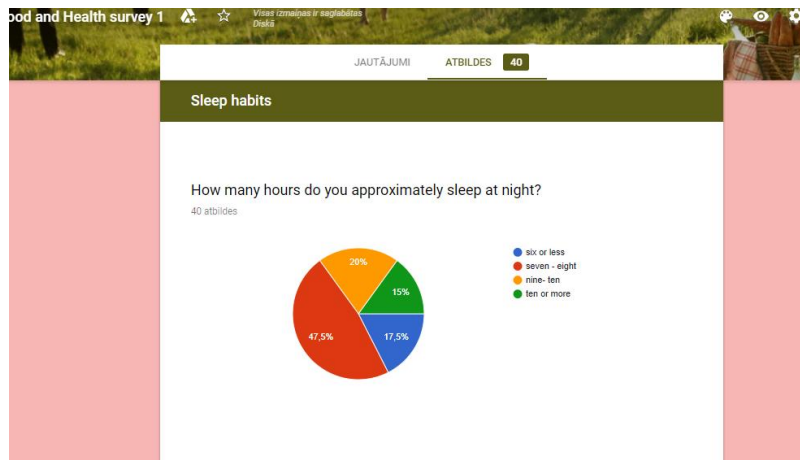 ood and Health survey 1
Visas izmaiņas ir saglabātas
Diskā
JAUTĀJUMI
ATBILDES 40
Sleep habits
How many hours do you approximately sleep at night?
40 atbildes
20%
15%
47,5%
17,5%
six or less
seven - eight
nine- ten
ten or more